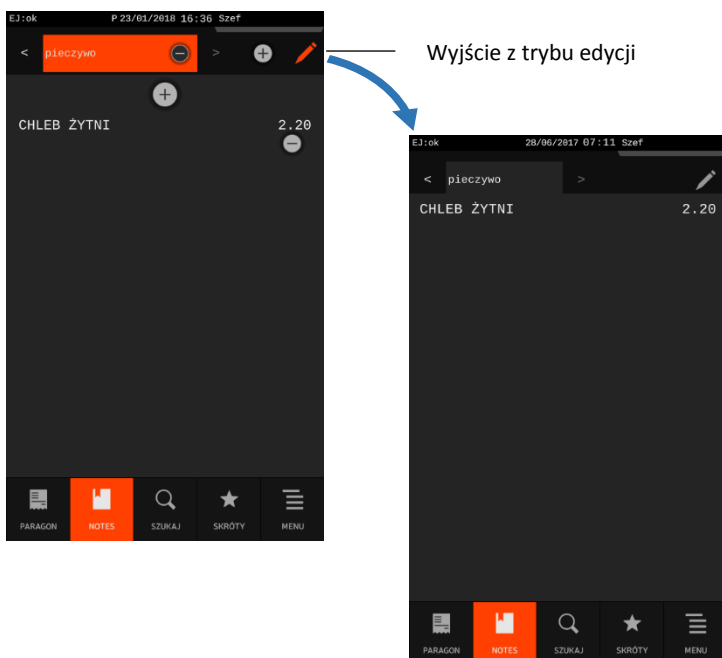 EJ:ok P 23/01/2018 16:36 Szef
< pieczywo >
Wyjście z trybu edycji
CHLEB ŻYTNI 2.20
PARAGON NOTES SZUKAJ SKRÓTY MENU
EJ:ok 28/06/2017 07:11 Szef
< pieczywo >
CHLEB ŻYTNI 2.20
PARAGON NOTES SZUKAJ SKRÓTY MENU